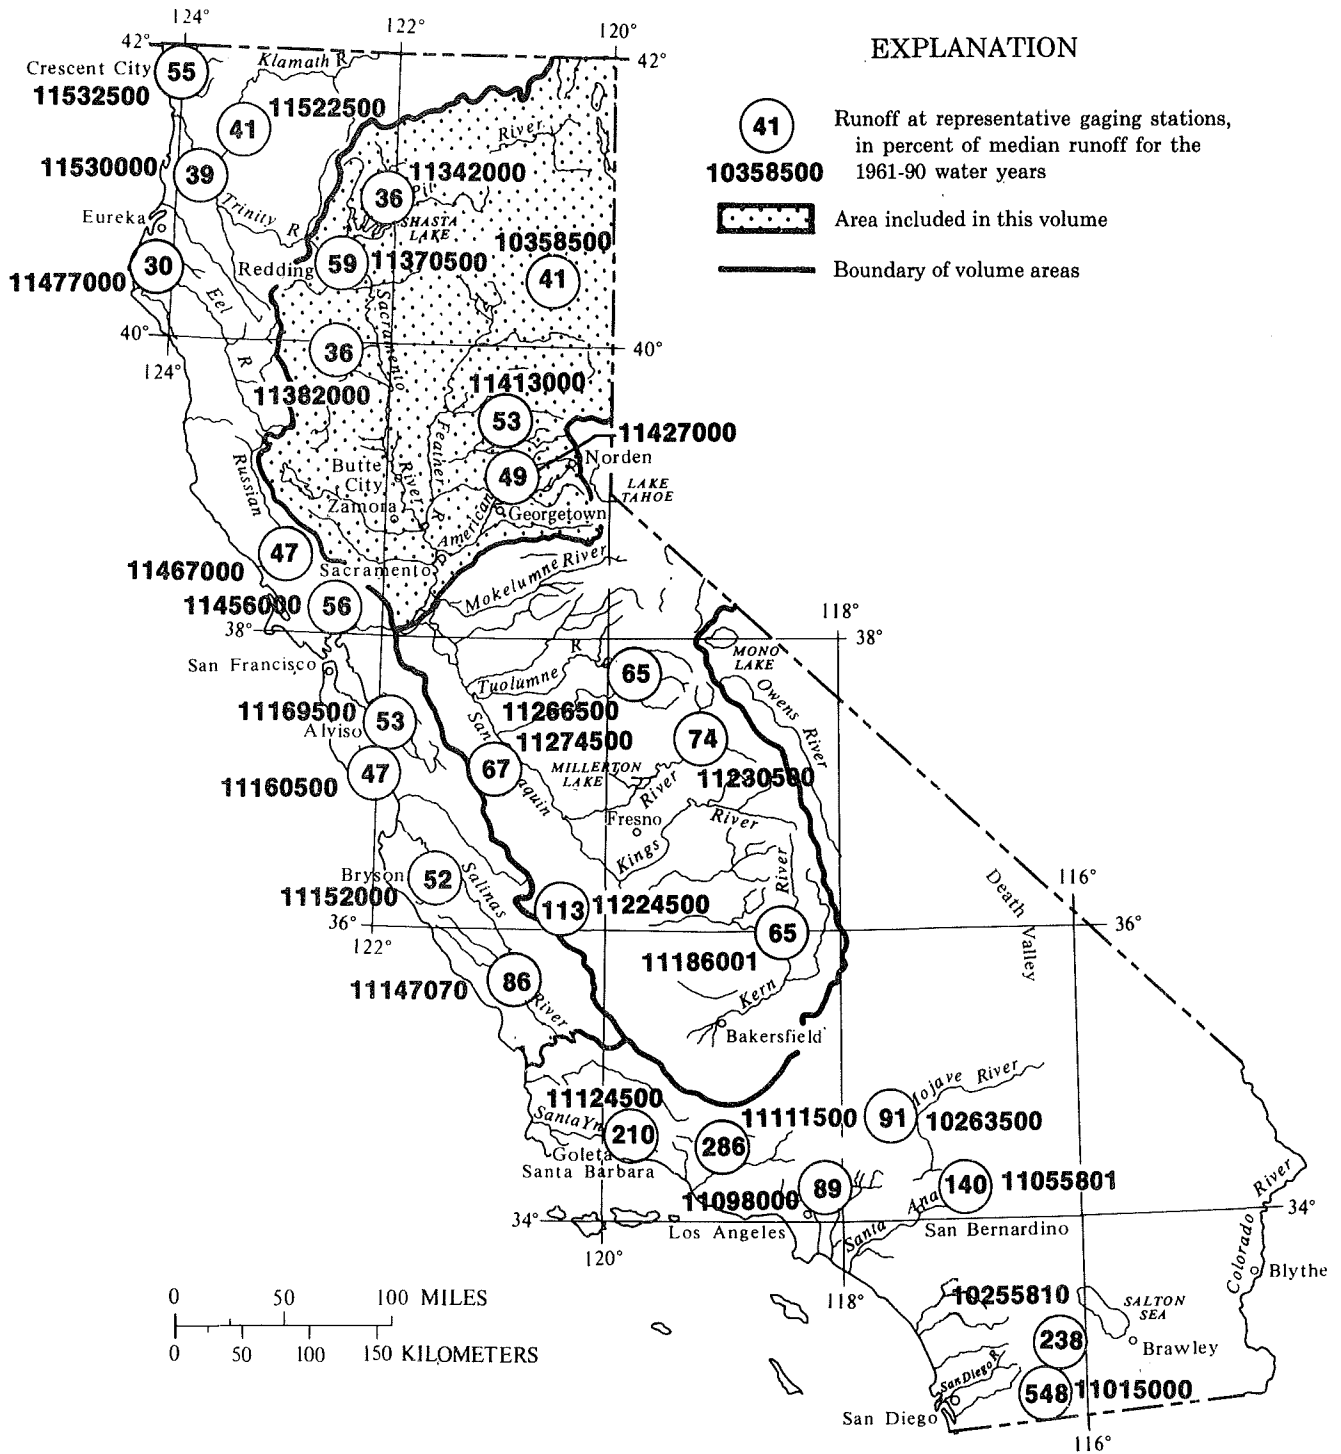 124°
122°
120°
42°
42°
EXPLANATION
Crescent City
55
11532500
Klamath R
41
11522500
41
10358500
Runoff at representative gaging stations,
in percent of median runoff for the
1961-90 water years
Area included in this volume
Boundary of volume areas
11530000
39
River
Pit
36
11342000
SHASTA
LAKE
Eureka
Trinity R
10358500
41
Redding
59
11370500
11477000
30
Eel
R
Sacramento
River
40°
40°
124°
36
11382000
11413000
53
11427000
49
Norden
Feather
R
Butte
City
Zamora
LAKE
TAHOE
Georgetown
American
Russian
47
11467000
Sacramento
Mokelumne River
11456000
56
38°
118°
38°
San Francisco
MONO
LAKE
R
Tuolumne
65
11266500
Owens River
11169500
53
Alviso
San
aquin
11274500
67
74
11230500
MILLERTON
LAKE
River
47
11160500
Fresno
River
Kings
Bryson
52
11152000
Salinas
River
River
113
11224500
116°
Death Valley
36°
36°
122°
65
11186001
86
11147070
Kern
Bakersfield
11124500
Santa Yn
210
Goleta
Santa Barbara
286
11111500
91
Mojave River
10263500
11098000
89
140
11055801
Santa Ana
River
34°
34°
Los Angeles
San Bernardino
120°
118°
Colorado
Blythe
0 50 100 MILES
0 50 100 150 KILOMETERS
10255810
SALTON
SEA
238
Brawley
San Diego R
548
11015000
San Diego
116°